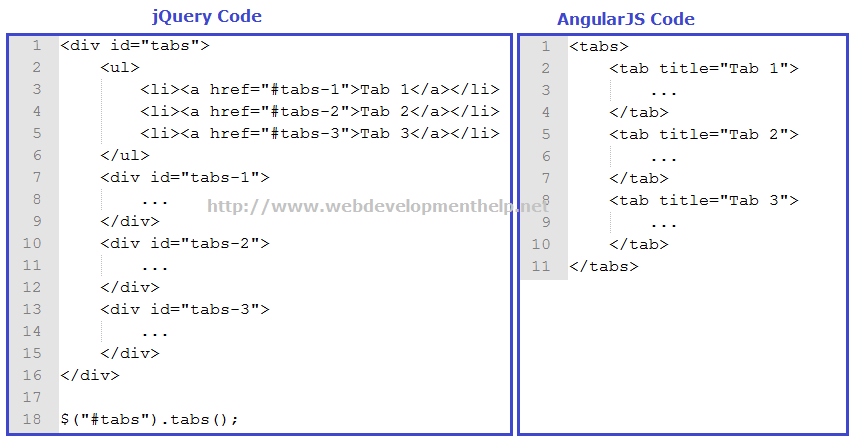 jQuery Code
1 <div id="tabs">
2 <ul>
3 <li><a href="#tabs-1">Tab 1</a></li>
4 <li><a href="#tabs-2">Tab 2</a></li>
5 <li><a href="#tabs-3">Tab 3</a></li>
6 </ul>
7 <div id="tabs-1">
8 ...
9 </div>
10 <div id="tabs-2">
11 ...
12 </div>
13 <div id="tabs-3">
14 ...
15 </div>
16 </div>
17
18 $("#tabs").tabs();
AngularJS Code
1 <tabs>
2 <tab title="Tab 1">
3 ...
4 </tab>
5 <tab title="Tab 2">
6 ...
7 </tab>
8 <tab title="Tab 3">
9 ...
10 </tab>
11 </tabs>
http://www.webdevelopmenthelp.net